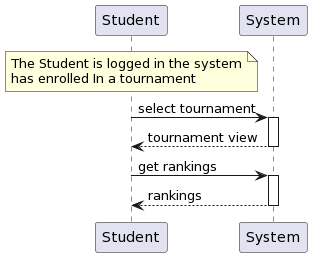 Student System
The Student is logged in the system
has enrolled In a tournament
select tournament
tournament view
get rankings
rankings
Student System